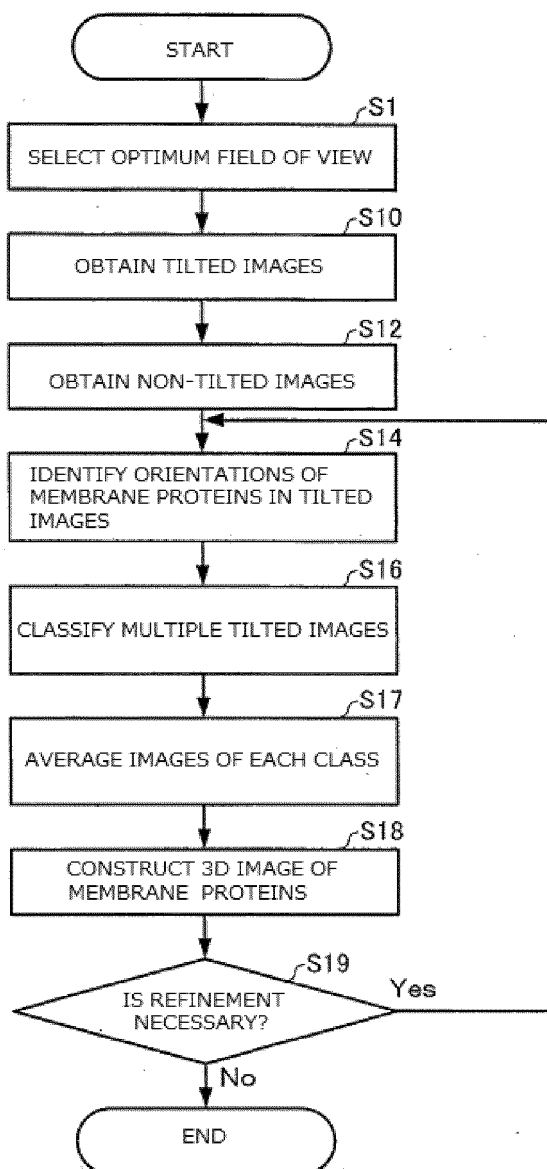 START
S1
SELECT OPTIMUM FIELD OF VIEW
S10
OBTAIN TILTED IMAGES
S12
OBTAIN NON-TILTED IMAGES
S14
IDENTIFY ORIENTATIONS OF
MEMBRANE PROTEINS IN TILTED
IMAGES
S16
CLASSIFY MULTIPLE TILTED IMAGES
S17
AVERAGE IMAGES OF EACH CLASS
S18
CONSTRUCT 3D IMAGE OF
MEMBRANE PROTEINS
S19
IS REFINEMENT
NECESSARY?
Yes
No
END